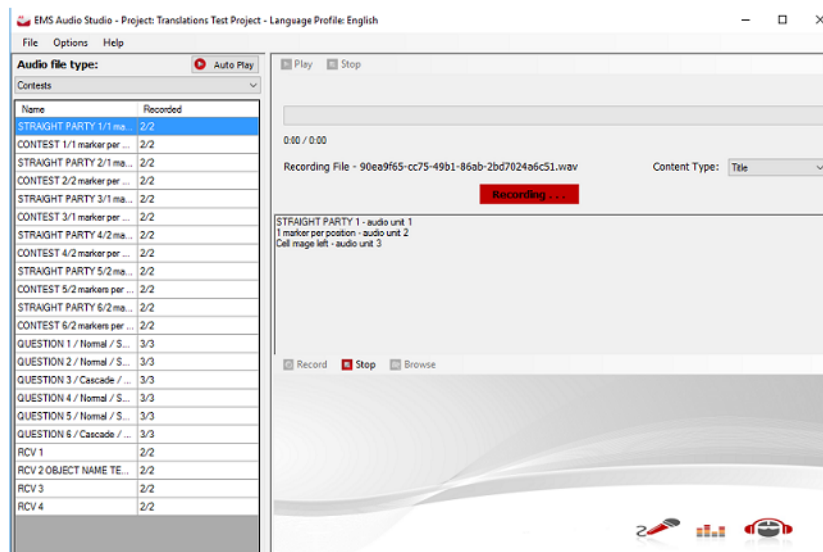 EMS Audio Studio - Project: Translations Test Project - Language Profile: English
File Options Help
Audio file type:
Auto Play
Contests
Name Recorded
STRAIGHT PARTY 1/1 ma... 2/2
CONTEST 1/1 marker per ... 2/2
STRAIGHT PARTY 2/1 ma... 2/2
CONTEST 2/2 marker per ... 2/2
STRAIGHT PARTY 3/1 ma... 2/2
CONTEST 3/1 marker per ... 2/2
STRAIGHT PARTY 4/2 ma... 2/2
CONTEST 4/2 marker per ... 2/2
STRAIGHT PARTY 5/2 ma... 2/2
CONTEST 5/2 markers per ... 2/2
STRAIGHT PARTY 6/2 ma... 2/2
CONTEST 6/2 markers per ... 2/2
QUESTION 1 / Normal / S... 3/3
QUESTION 2 / Normal / S... 3/3
QUESTION 3 / Cascade / ... 3/3
QUESTION 4 / Normal / S... 3/3
QUESTION 5 / Normal / S... 3/3
QUESTION 6 / Cascade / ... 3/3
RCV 1 2/2
RCV 2 OBJECT NAME TE... 2/2
RCV 3 2/2
RCV 4 2/2
Play Stop
0:00 / 0:00
Recording File - 90ea9f65-cc75-49b1-86ab-2bd7024a6c51.wav
Content Type: Title
Recording . . .
STRAIGHT PARTY 1 - audio unit 1
1 marker per position - audio unit 2
Cell mage left - audio unit 3
Record Stop Browse